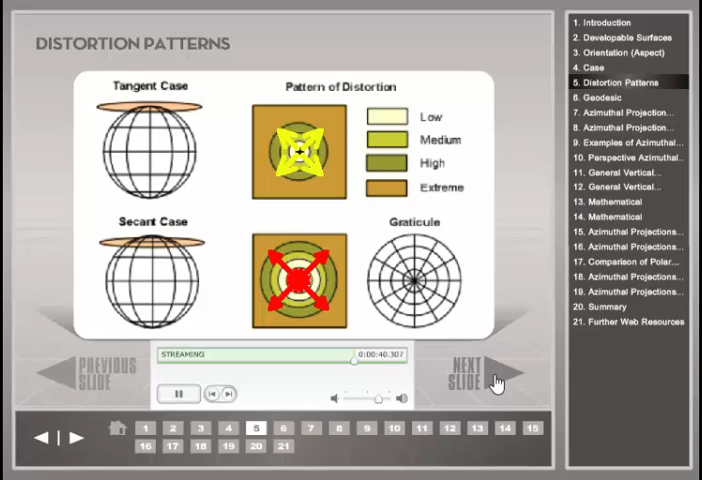 DISTORTION PATTERNS
Tangent Case
Pattern of Distortion
Low
Medium
High
Extreme
Secant Case
Graticule
PREVIOUS
SLIDE
STREAMING
0:00:40.307
NEXT
SLIDE
1 2 3 4 5 6 7 8 9 10 11 12 13 14 15
16 17 18 19 20 21
1. Introduction
2. Developable Surfaces
3. Orientation (Aspect)
4. Case
5. Distortion Patterns
6. Geodesic
7. Azimuthal Projection...
8. Azimuthal Projection...
9. Examples of Azimuthal...
10. Perspective Azimuthal...
11. General Vertical...
12. General Vertical...
13. Mathematical
14. Mathematical
15. Azimuthal Projections...
16. Azimuthal Projections...
17. Comparison of Polar...
18. Azimuthal Projections...
19. Azimuthal Projections...
20. Summary
21. Further Web Resources